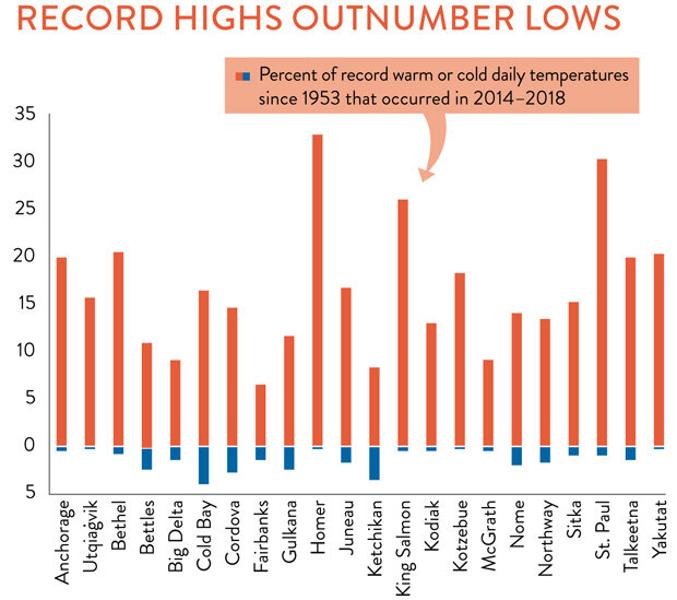 RECORD HIGHS OUTNUMBER LOWS
Percent of record warm or cold daily temperatures
since 1953 that occurred in 2014–2018
35
30
25
20
15
10
5
0
5
Anchorage
Utqiaġvik
Bethel
Bettles
Big Delta
Cold Bay
Cordova
Fairbanks
Gulkana
Homer
Juneau
Ketchikan
King Salmon
Kodiak
Kotzebue
McGrath
Nome
Northway
Sitka
St. Paul
Talkeetna
Yakutat